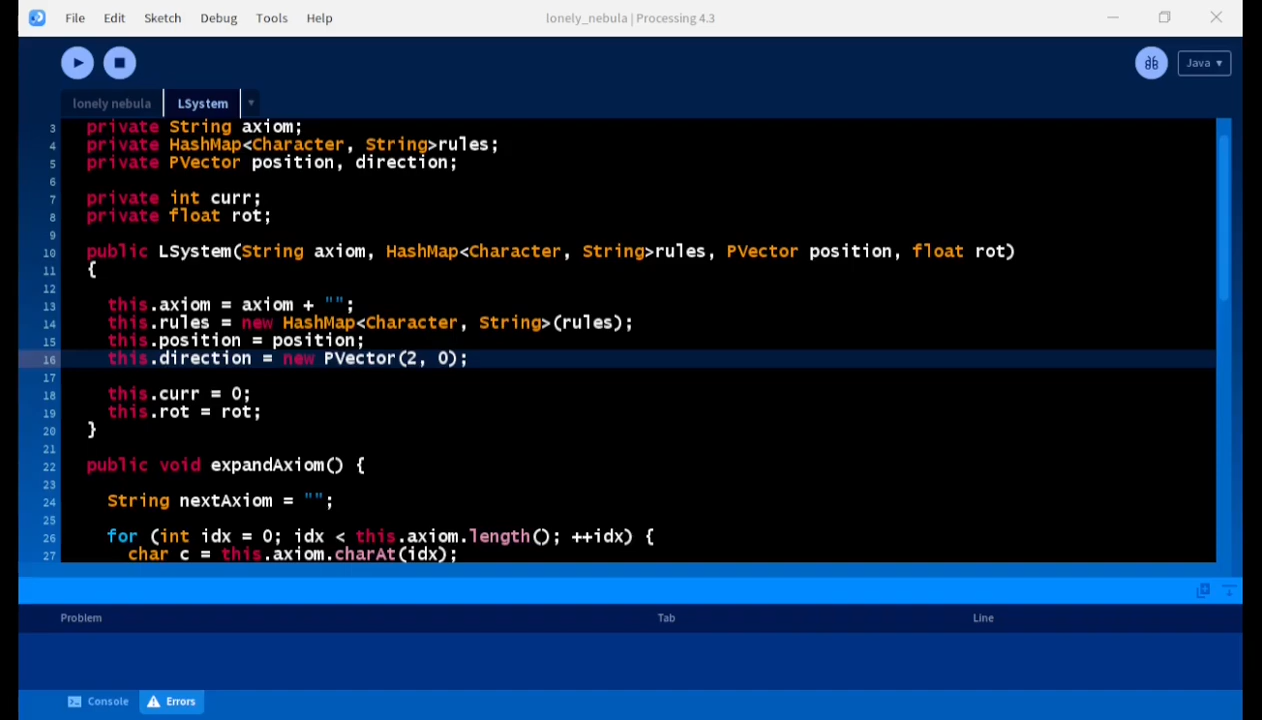 File Edit Sketch Debug Tools Help lonely_nebula | Processing 4.3
Java ▾
lonely nebula LSystem ▾
3 private String axiom;
4 private HashMap<Character, String>rules;
5 private PVector position, direction;
6
7 private int curr;
8 private float rot;
9
10 public LSystem(String axiom, HashMap<Character, String>rules, PVector position, float rot)
11 {
12
13 this.axiom = axiom + "";
14 this.rules = new HashMap<Character, String>(rules);
15 this.position = position;
16 this.direction = new PVector(2, 0);
17
18 this.curr = 0;
19 this.rot = rot;
20 }
21
22 public void expandAxiom() {
23
24 String nextAxiom = "";
25
26 for (int idx = 0; idx < this.axiom.length(); ++idx) {
27 char c = this.axiom.charAt(idx);
Problem Tab Line
Console Errors